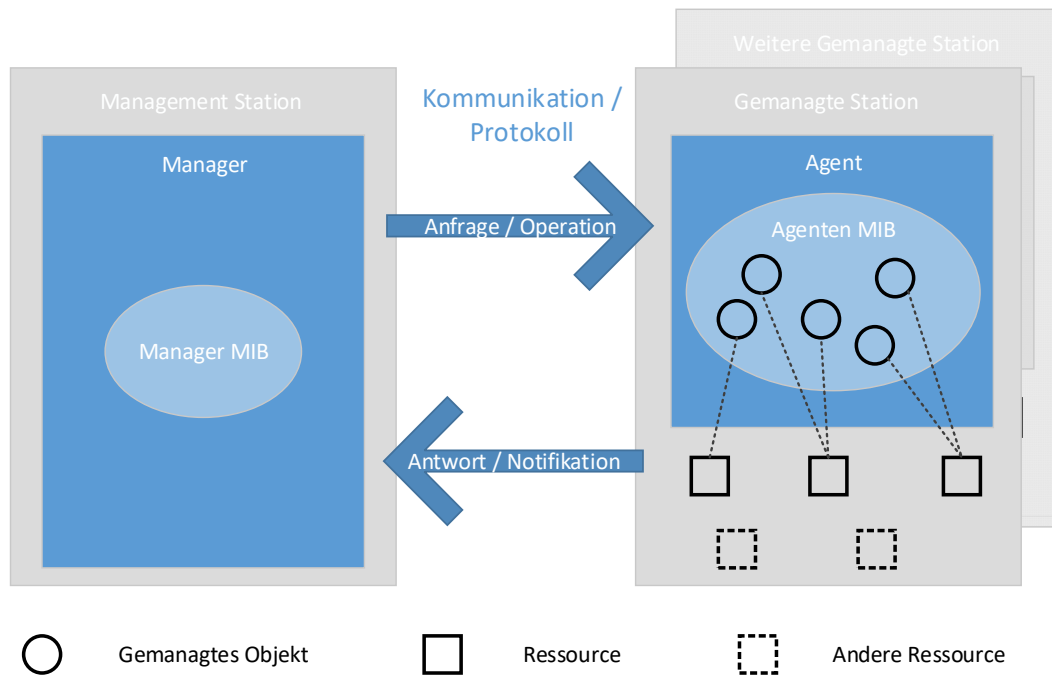 Weitere Gemanagte Station
Management Station
Kommunikation /
Protokoll
Gemanagte Station
Manager
Agent
Anfrage / Operation
Agenten MIB
Manager MIB
Antwort / Notifikation
Gemanagtes Objekt
Ressource
Andere Ressource